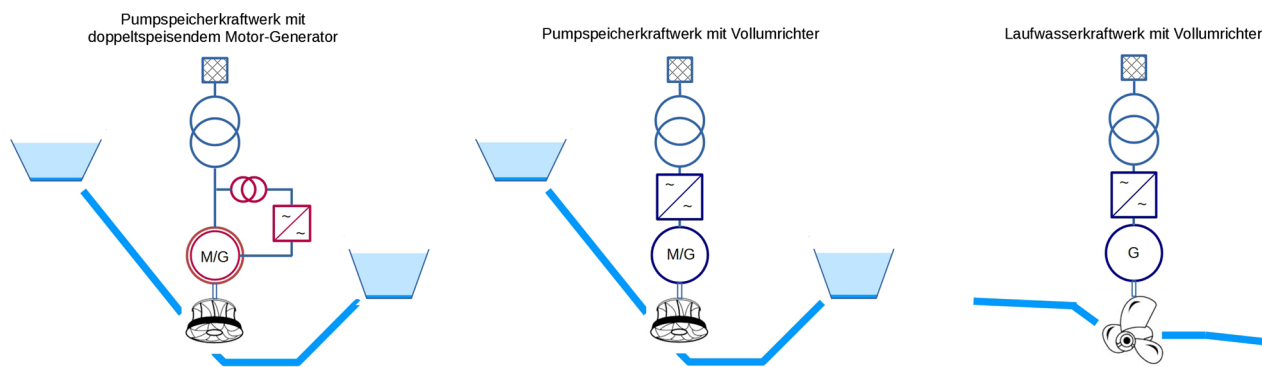 Pumpspeicherkraftwerk mit
doppeltspeisendem Motor-Generator
Pumpspeicherkraftwerk mit Vollumrichter
Laufwasserkraftwerk mit Vollumrichter
~
~
~
~
~
~
M/G
M/G
G